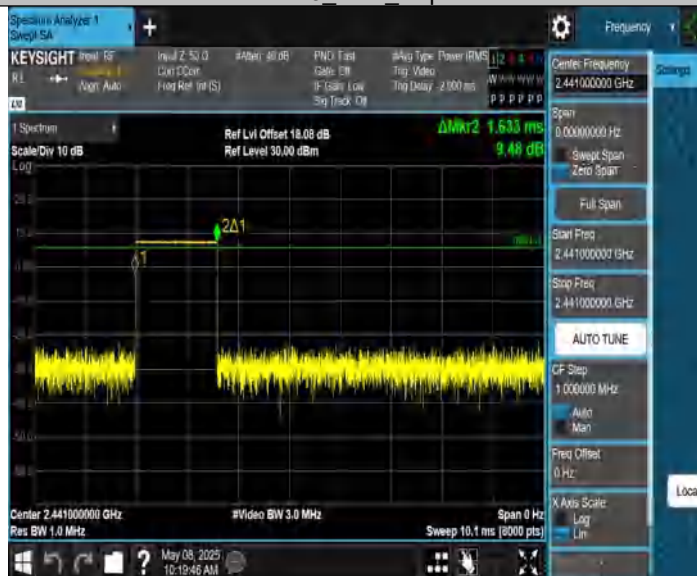 Spectrum Analyzer 1
Swept SA
Frequency
KEYSIGHT Input: RF
Align: Auto
Input Z: 50 Ω
Corr CCorr
Freq Ref: Int (S)
#Atten: 40 dB
PNO: Fast
Gate: Off
IF Gain: Low
Sig Track: Off
#Avg Type: Power (RMS
Trig: Video
Trig Delay: -2.000 ms
P P P P P P
Center Frequency
2.441000000 GHz
Settings
Span
0.00000000 Hz
Swept Span
Zero Span
Full Span
Start Freq
2.441000000 GHz
Stop Freq
2.441000000 GHz
AUTO TUNE
CF Step
1.000000 MHz
Auto
Man
Freq Offset
0 Hz
X Axis Scale
Log
Lin
Loca
1 Spectrum
Scale/Div 10 dB
Log
Ref Lvl Offset 18.08 dB
Ref Level 30.00 dBm
ΔMkr2 1.633 ms
9.48 dB
2Δ1
1
Center 2.441000000 GHz
Res BW 1.0 MHz
#Video BW 3.0 MHz
Span 0 Hz
Sweep 10.1 ms (8000 pts)
May 08, 2025
10:19:46 AM